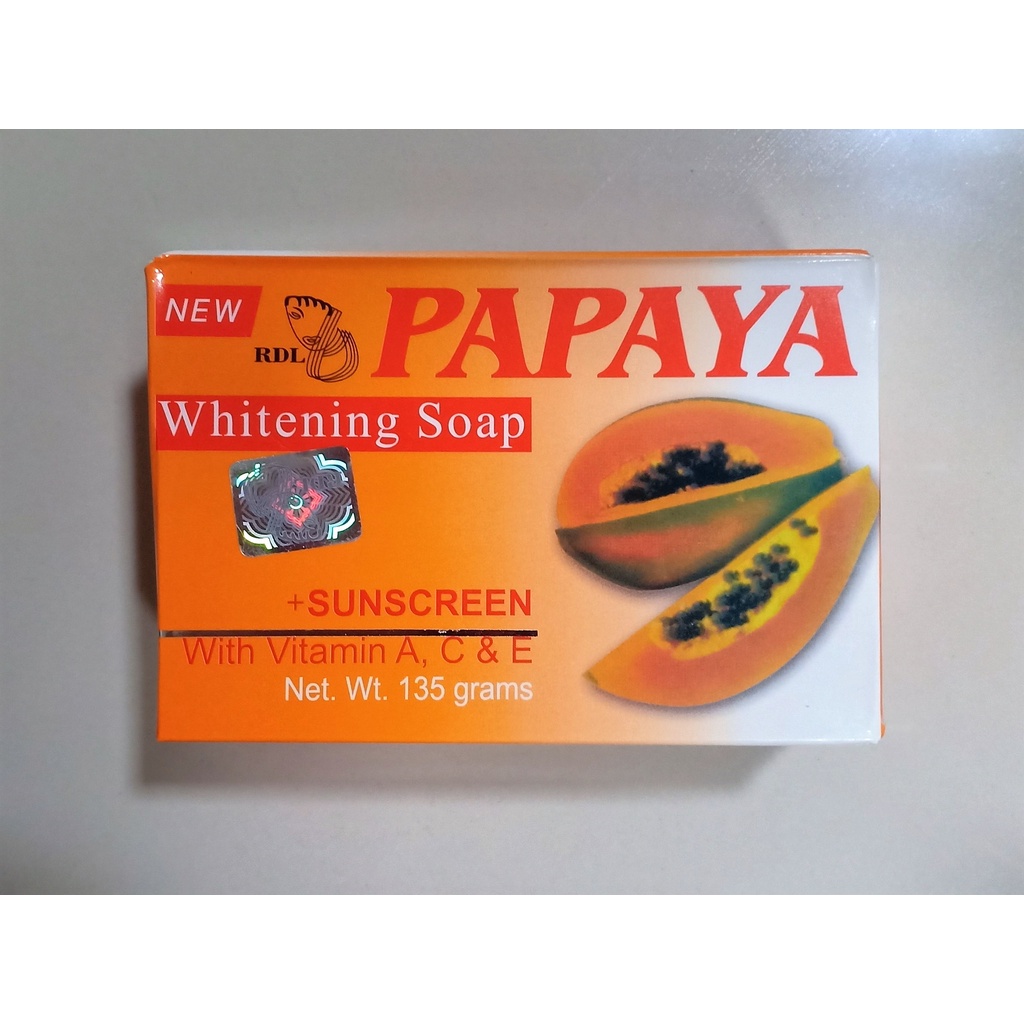 NEW
RDL
PAPAYA
Whitening Soap
+SUNSCREEN
With Vitamin A, C & E
Net. Wt. 135 grams